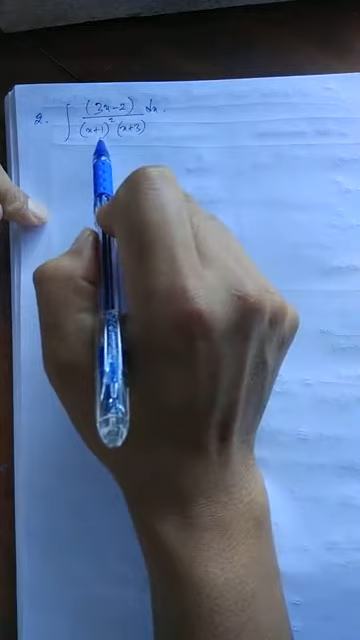 2. ∫ (3x-2) / (x+1)² (x+3) dx.